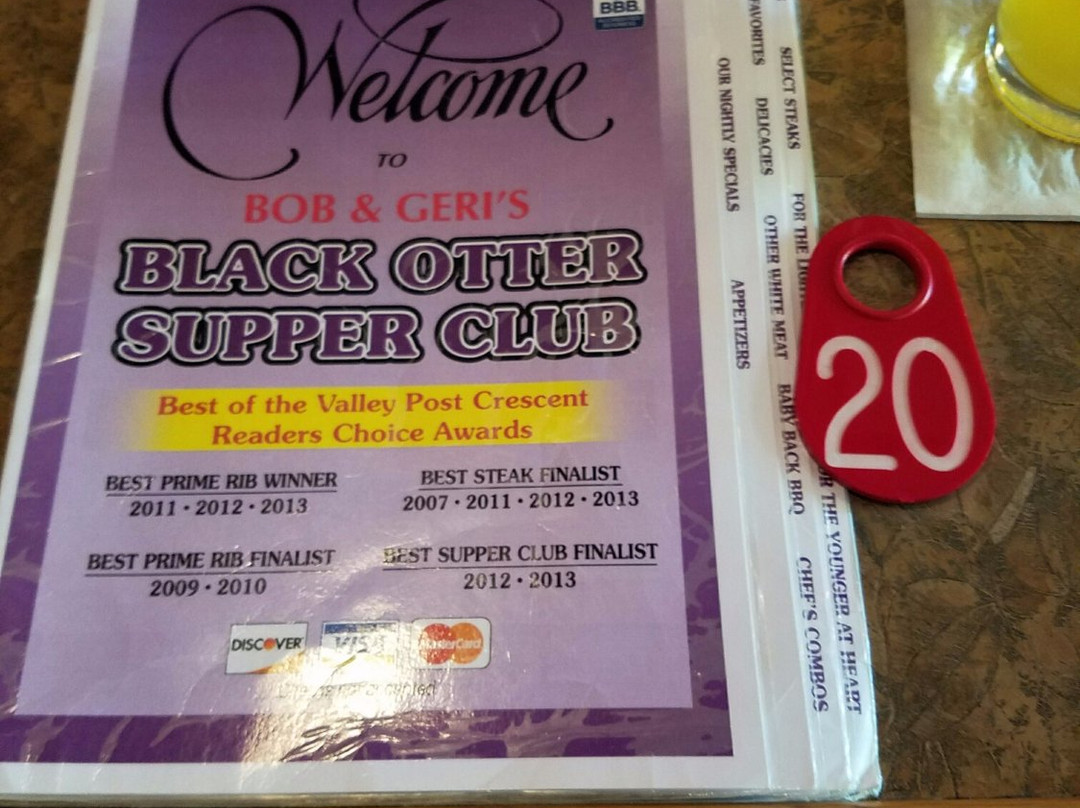 BBB.
Welcome
TO
BOB & GERI'S
BLACK OTTER
SUPPER CLUB
Best of the Valley Post Crescent
Readers Choice Awards
BEST PRIME RIB WINNER
2011 • 2012 • 2013
BEST STEAK FINALIST
2007 • 2011 • 2012 • 2013
BEST PRIME RIB FINALIST
2009 • 2010
BEST SUPPER CLUB FINALIST
2012 • 2013
DISCOVER
VISA
MasterCard
OUR NIGHTLY SPECIALS
APPETIZERS
FAVORITES
DELICACIES
OTHER WHITE MEAT
BABY BACK BBQ
CHEF'S COMBOS
SELECT STEAKS
FOR THE
THE YOUNGER AT HEART
20